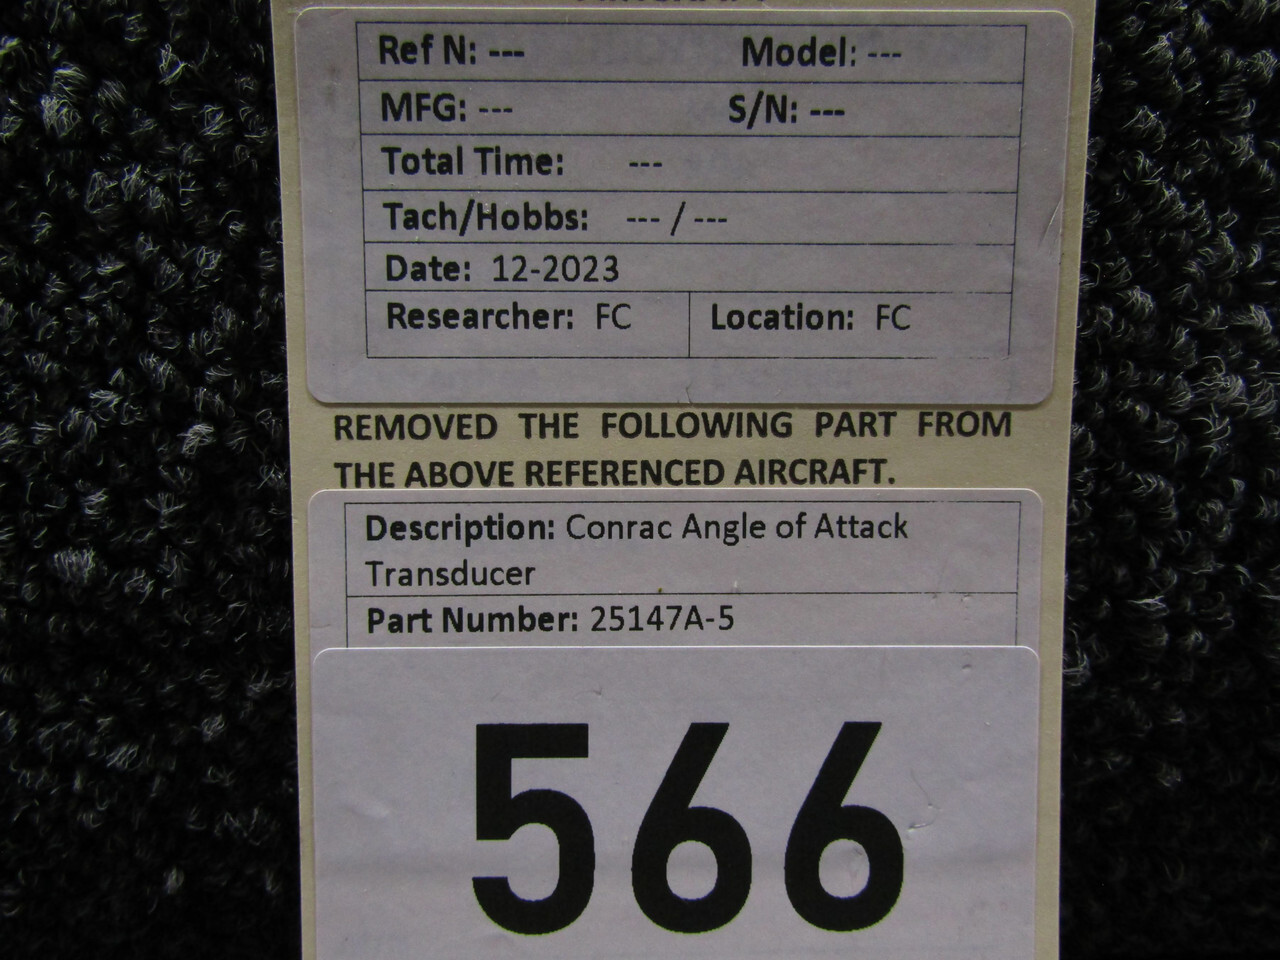 Ref N: --- Model: ---
MFG: --- S/N: ---
Total Time: ---
Tach/Hobbs: --- / ---
Date: 12-2023
Researcher: FC Location: FC
REMOVED THE FOLLOWING PART FROM
THE ABOVE REFERENCED AIRCRAFT.
Description: Conrac Angle of Attack
Transducer
Part Number: 25147A-5
566